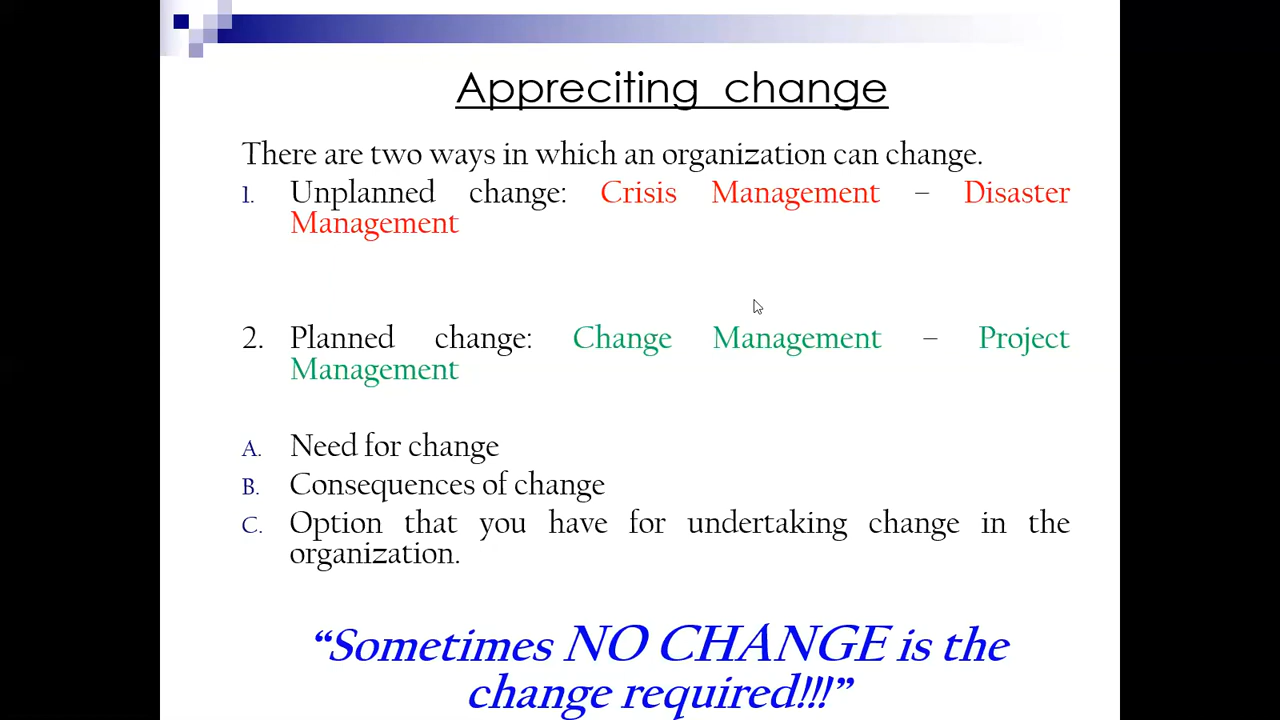 Appreciting change
There are two ways in which an organization can change.
1. Unplanned change: Crisis Management – Disaster
Management
2. Planned change: Change Management – Project
Management
A. Need for change
B. Consequences of change
C. Option that you have for undertaking change in the
organization.
“Sometimes NO CHANGE is the
change required!!!”